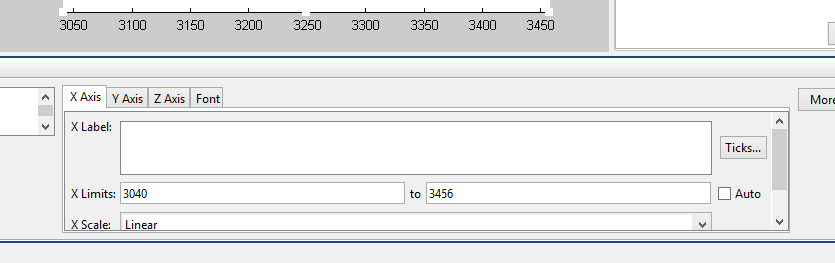 3050 3100 3150 3200 3250 3300 3350 3400 3450
X Axis Y Axis Z Axis Font
More
X Label:
Ticks...
X Limits: 3040 to 3456 Auto
X Scale: Linear